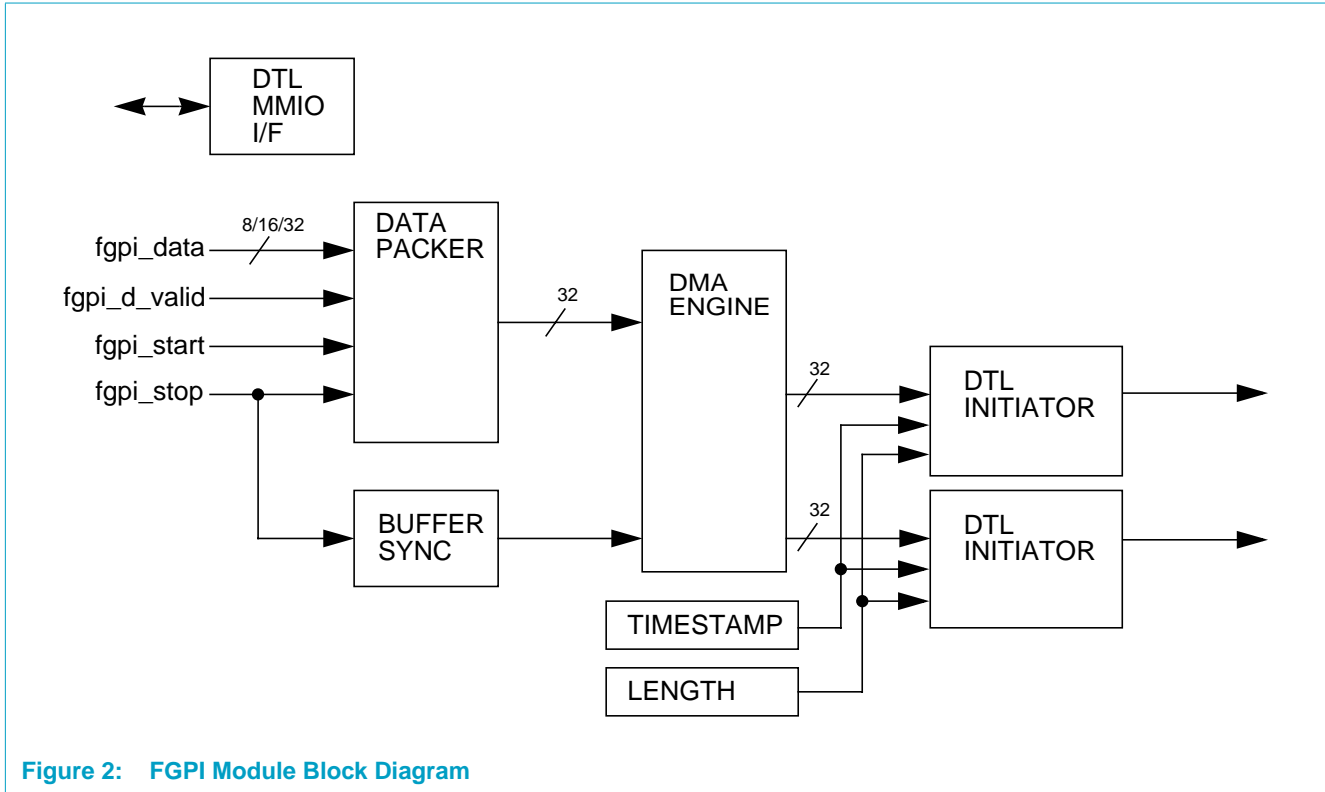 DTL
MMIO
I/F
8/16/32
fgpi_data
fgpi_d_valid
fgpi_start
fgpi_stop
DATA
PACKER
32
BUFFER
SYNC
DMA
ENGINE
32
32
DTL
INITIATOR
DTL
INITIATOR
TIMESTAMP
LENGTH
Figure 2: FGPI Module Block Diagram